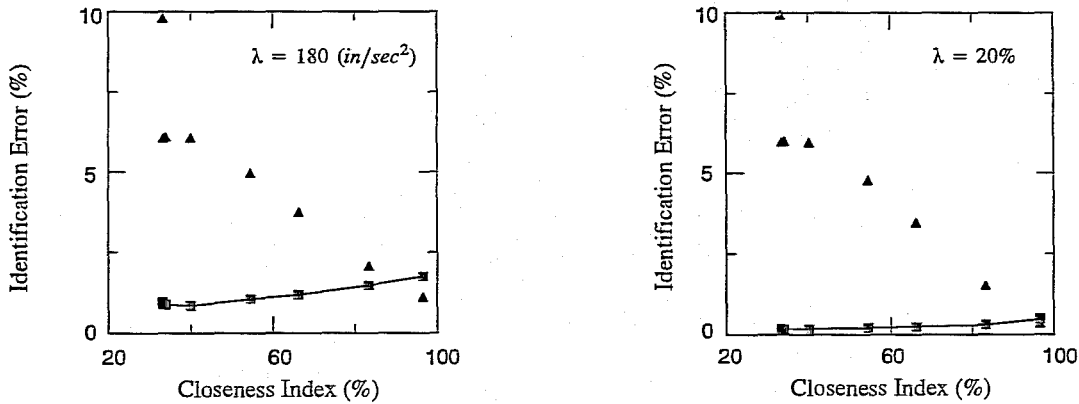 10
5
0
20
60
100
λ = 180 (in/sec²)
Identification Error (%)
Closeness Index (%)
10
5
0
20
60
100
λ = 20%
Identification Error (%)
Closeness Index (%)